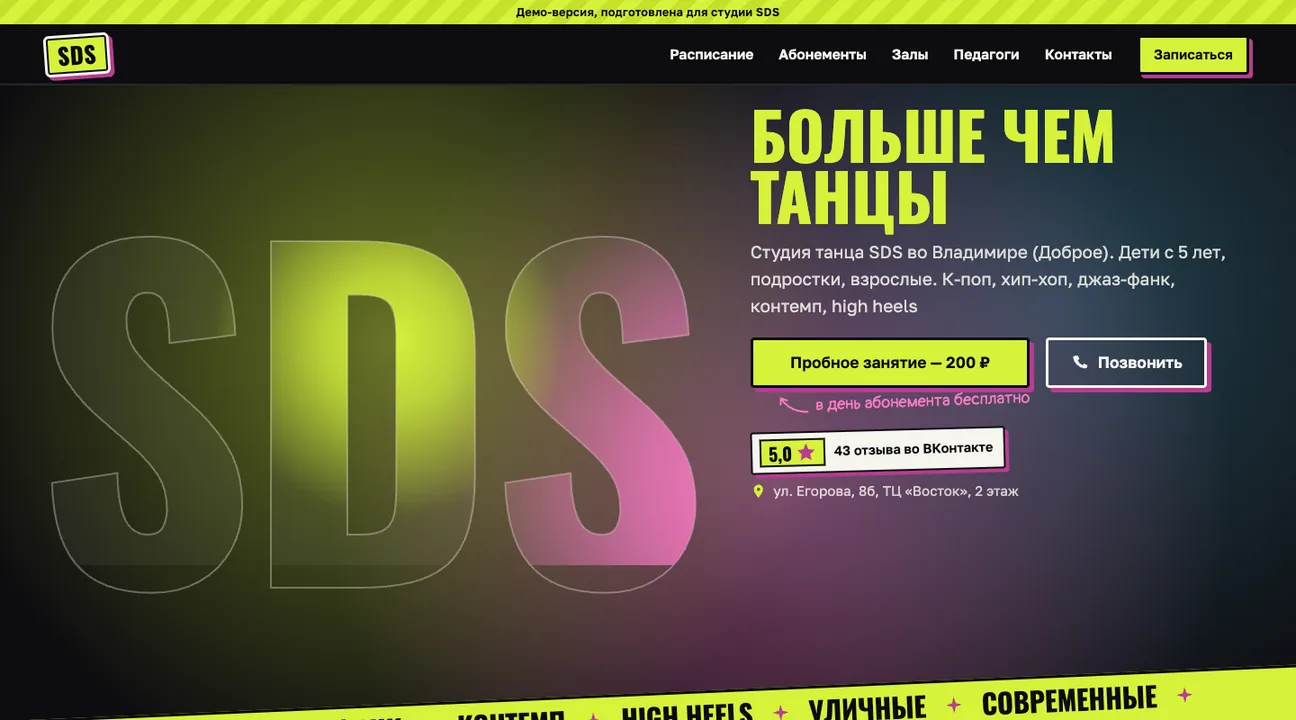 Демо-версия, подготовлена для студии SDS
SDS
Расписание
Абонементы
Залы
Педагоги
Контакты
Записаться
SDS
БОЛЬШЕ ЧЕМ
ТАНЦЫ
Студия танца SDS во Владимире (Доброе). Дети с 5 лет,
подростки, взрослые. К-поп, хип-хоп, джаз-фанк,
контемп, high heels
Пробное занятие — 200 ₽
Позвонить
в день абонемента бесплатно
5,0 ★
43 отзыва во ВКонтакте
ул. Егорова, 8б, ТЦ «Восток», 2 этаж
КОНТЕМП
HIGH HEELS
УЛИЧНЫЕ
СОВРЕМЕННЫЕ